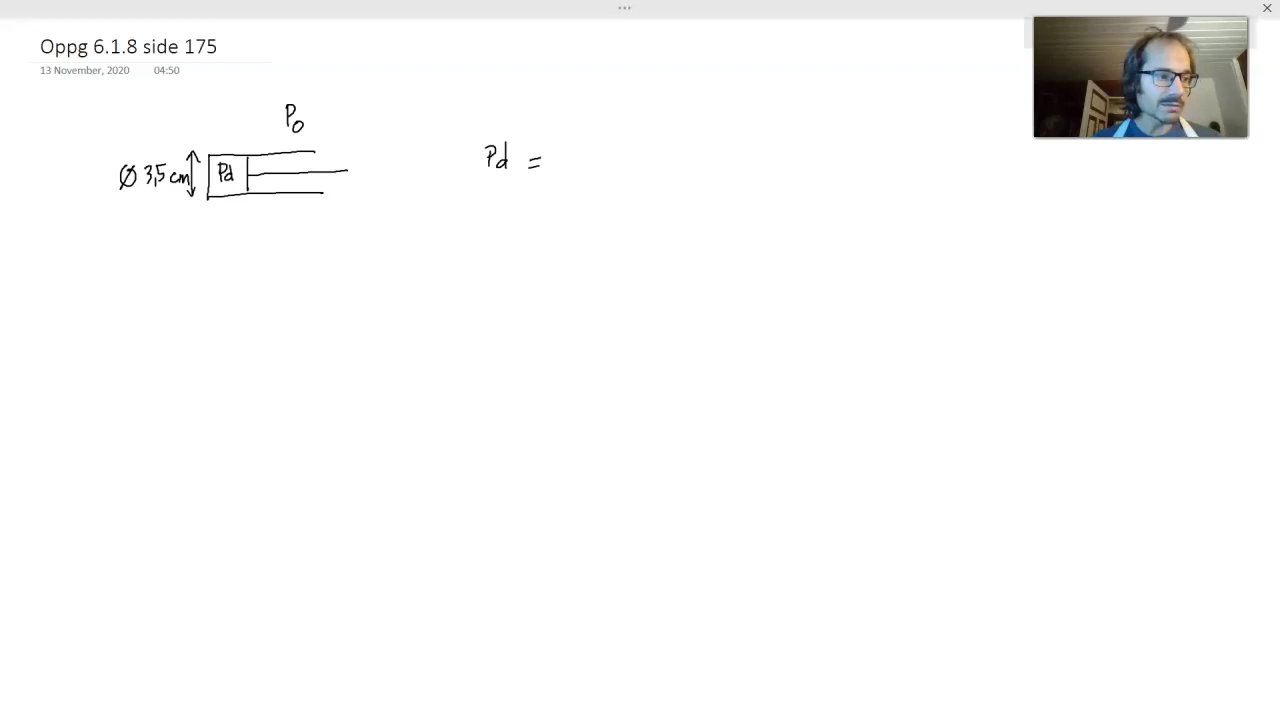 Oppg 6.1.8 side 175
13 November, 2020 04:50
P₀
Ø 3,5 cm Pd
Pd =